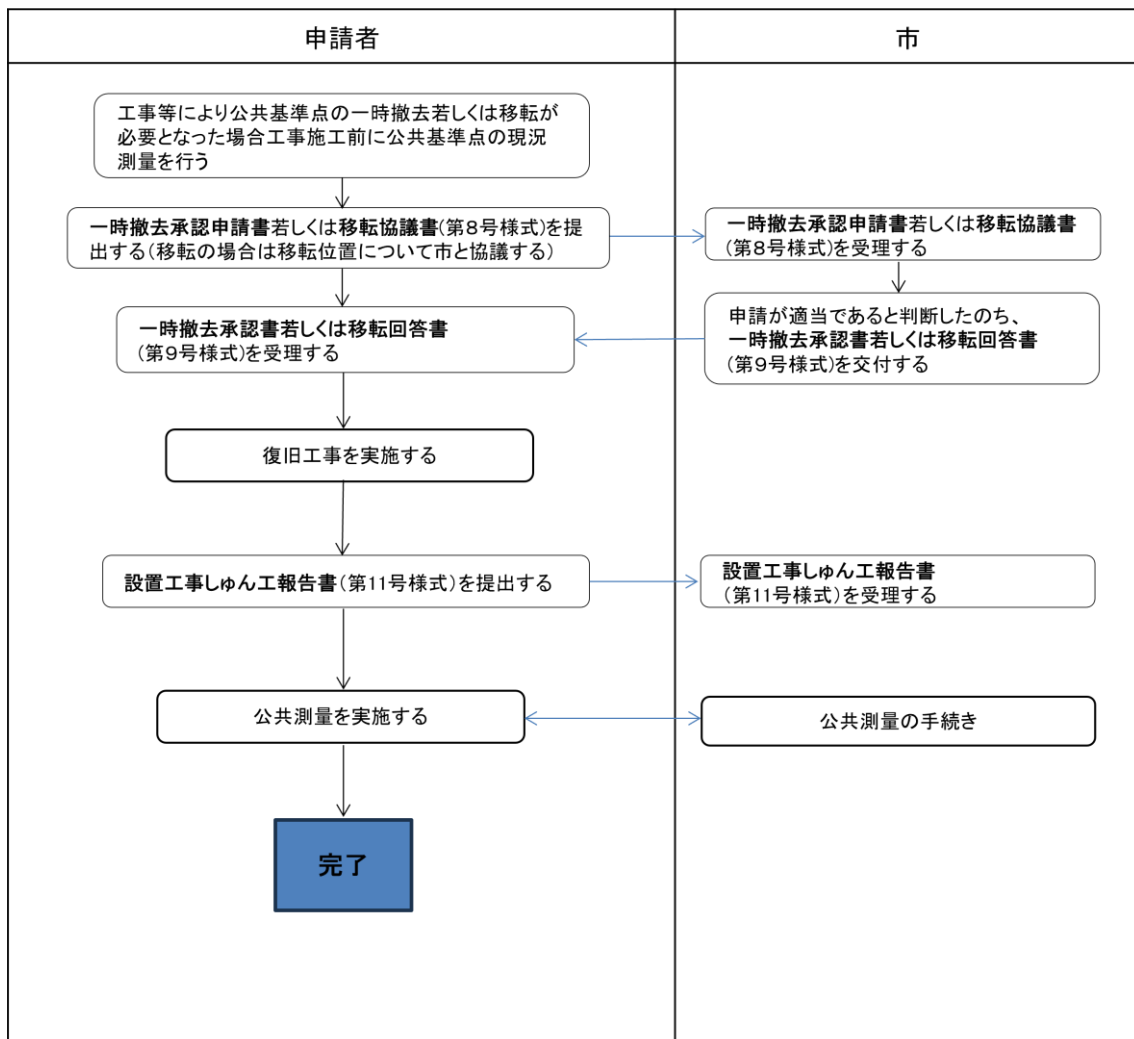 申請者
市
工事等により公共基準点の一時撤去若しくは移転が
必要となった場合工事施工前に公共基準点の現況
測量を行う
一時撤去承認申請書若しくは移転協議書(第8号様式)を提
出する(移転の場合は移転位置について市と協議する)
一時撤去承認申請書若しくは移転協議書
(第8号様式)を受理する
申請が適当であると判断したのち、
一時撤去承認書若しくは移転回答書
(第9号様式)を交付する
一時撤去承認書若しくは移転回答書
(第9号様式)を受理する
復旧工事を実施する
設置工事しゅん工報告書(第11号様式)を提出する
設置工事しゅん工報告書
(第11号様式)を受理する
公共測量を実施する
公共測量の手続き
完了